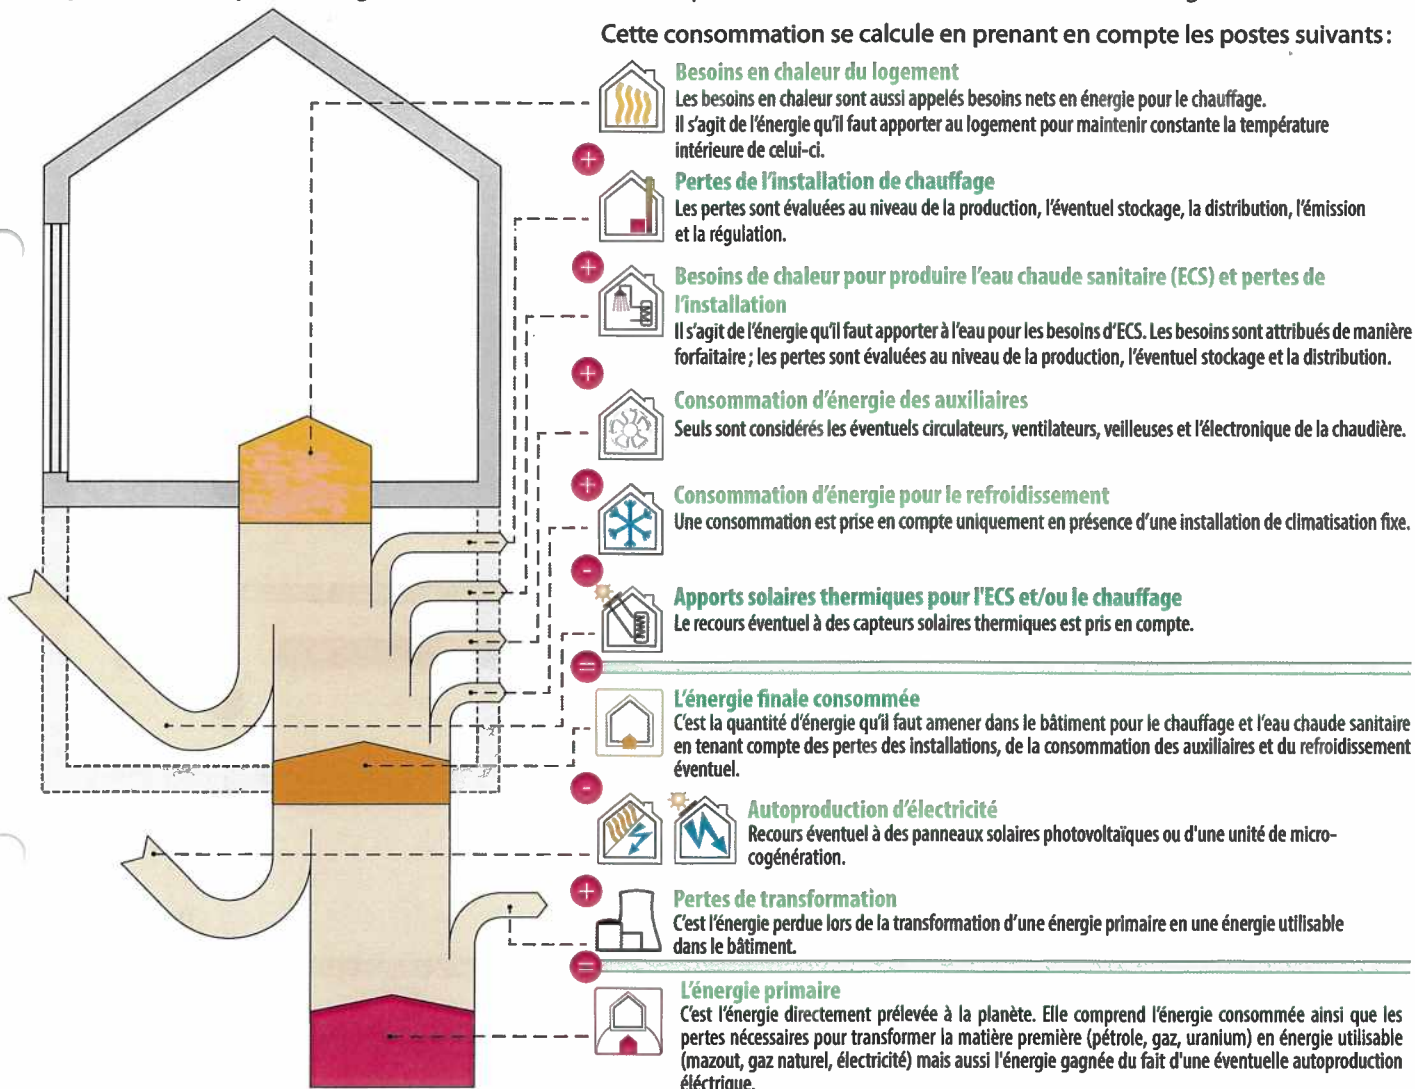 Cette consommation se calcule en prenant en compte les postes suivants :
Besoins en chaleur du logement
Les besoins en chaleur sont aussi appelés besoins nets en énergie pour le chauffage.
Il s'agit de l'énergie qu'il faut apporter au logement pour maintenir constante la température
intérieure de celui-ci.
+
Pertes de l'installation de chauffage
Les pertes sont évaluées au niveau de la production, l'éventuel stockage, la distribution, l'émission
et la régulation.
+
Besoins de chaleur pour produire l'eau chaude sanitaire (ECS) et pertes de
l'installation
Il s'agit de l'énergie qu'il faut apporter à l'eau pour les besoins d'ECS. Les besoins sont attribués de manière
forfaitaire ; les pertes sont évaluées au niveau de la production, l'éventuel stockage et la distribution.
+
Consommation d'énergie des auxiliaires
Seuls sont considérés les éventuels circulateurs, ventilateurs, veilleuses et l'électronique de la chaudière.
+
Consommation d'énergie pour le refroidissement
Une consommation est prise en compte uniquement en présence d'une installation de climatisation fixe.
-
Apports solaires thermiques pour l'ECS et/ou le chauffage
Le recours éventuel à des capteurs solaires thermiques est pris en compte.
=
L'énergie finale consommée
C'est la quantité d'énergie qu'il faut amener dans le bâtiment pour le chauffage et l'eau chaude sanitaire
en tenant compte des pertes des installations, de la consommation des auxiliaires et du refroidissement
éventuel.
-
Autoproduction d'électricité
Recours éventuel à des panneaux solaires photovoltaïques ou d'une unité de micro-
cogénération.
+
Pertes de transformation
C'est l'énergie perdue lors de la transformation d'une énergie primaire en une énergie utilisable
dans le bâtiment.
=
L'énergie primaire
C'est l'énergie directement prélevée à la planète. Elle comprend l'énergie consommée ainsi que les
pertes nécessaires pour transformer la matière première (pétrole, gaz, uranium) en énergie utilisable
(mazout, gaz naturel, électricité) mais aussi l'énergie gagnée du fait d'une éventuelle autoproduction
éléctrique.